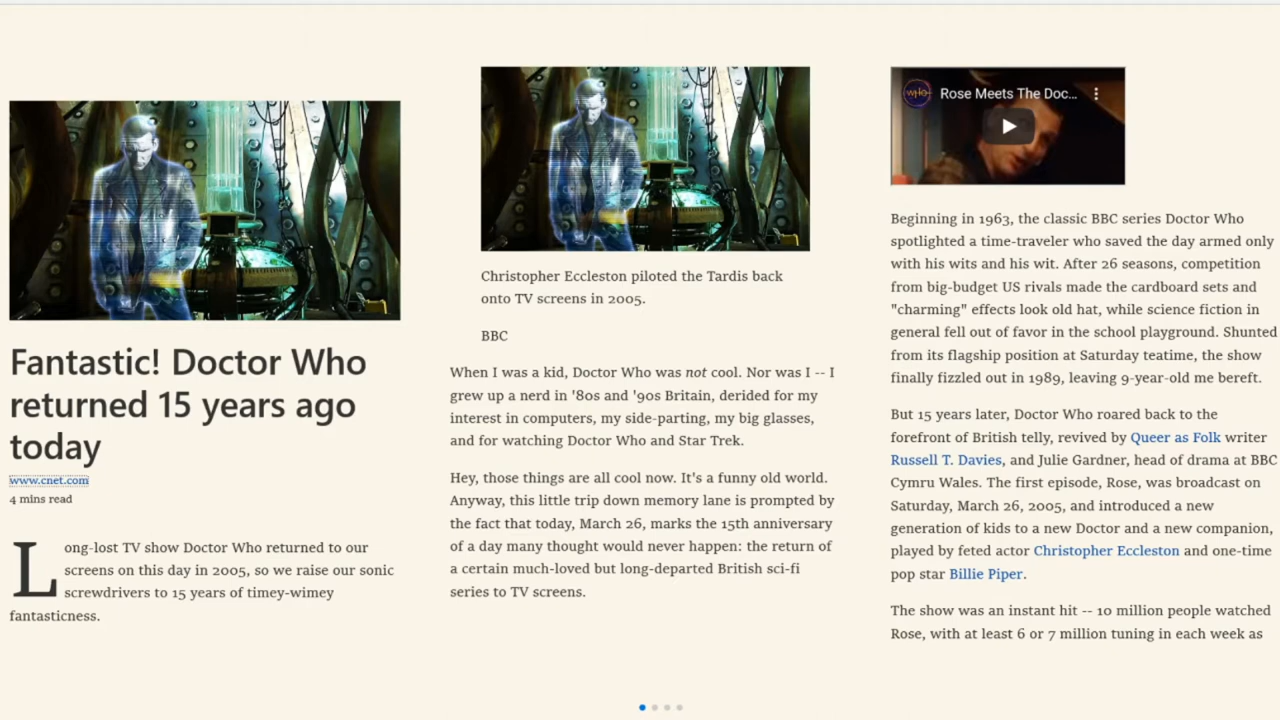 Fantastic! Doctor Who
returned 15 years ago
today
www.cnet.com
4 mins read
Long-lost TV show Doctor Who returned to our
screens on this day in 2005, so we raise our sonic
screwdrivers to 15 years of timey-wimey
fantasticness.
Christopher Eccleston piloted the Tardis back
onto TV screens in 2005.
BBC
When I was a kid, Doctor Who was not cool. Nor was I -- I
grew up a nerd in '80s and '90s Britain, derided for my
interest in computers, my side-parting, my big glasses,
and for watching Doctor Who and Star Trek.
Hey, those things are all cool now. It's a funny old world.
Anyway, this little trip down memory lane is prompted by
the fact that today, March 26, marks the 15th anniversary
of a day many thought would never happen: the return of
a certain much-loved but long-departed British sci-fi
series to TV screens.
WHO
Rose Meets The Doc...
Beginning in 1963, the classic BBC series Doctor Who
spotlighted a time-traveler who saved the day armed only
with his wits and his wit. After 26 seasons, competition
from big-budget US rivals made the cardboard sets and
"charming" effects look old hat, while science fiction in
general fell out of favor in the school playground. Shunted
from its flagship position at Saturday teatime, the show
finally fizzled out in 1989, leaving 9-year-old me bereft.
But 15 years later, Doctor Who roared back to the
forefront of British telly, revived by Queer as Folk writer
Russell T. Davies, and Julie Gardner, head of drama at BBC
Cymru Wales. The first episode, Rose, was broadcast on
Saturday, March 26, 2005, and introduced a new
generation of kids to a new Doctor and a new companion,
played by feted actor Christopher Eccleston and one-time
pop star Billie Piper.
The show was an instant hit -- 10 million people watched
Rose, with at least 6 or 7 million tuning in each week as